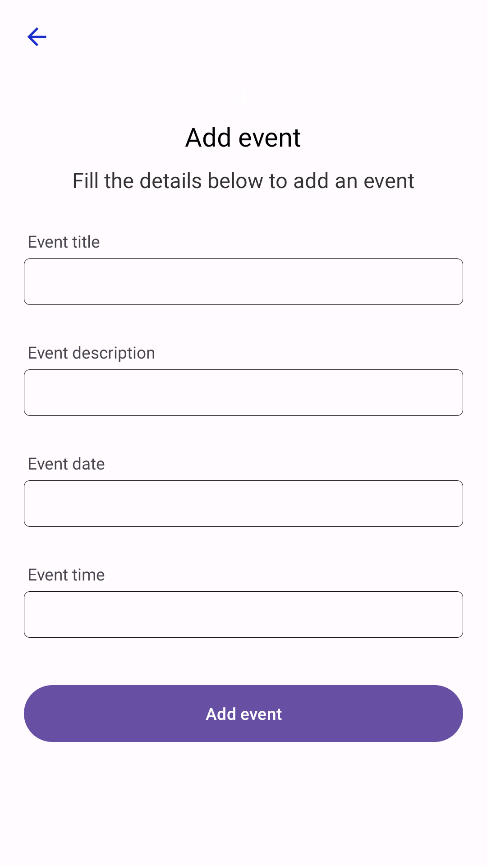 Add event
Fill the details below to add an event
Event title
Event description
Event date
Event time
Add event